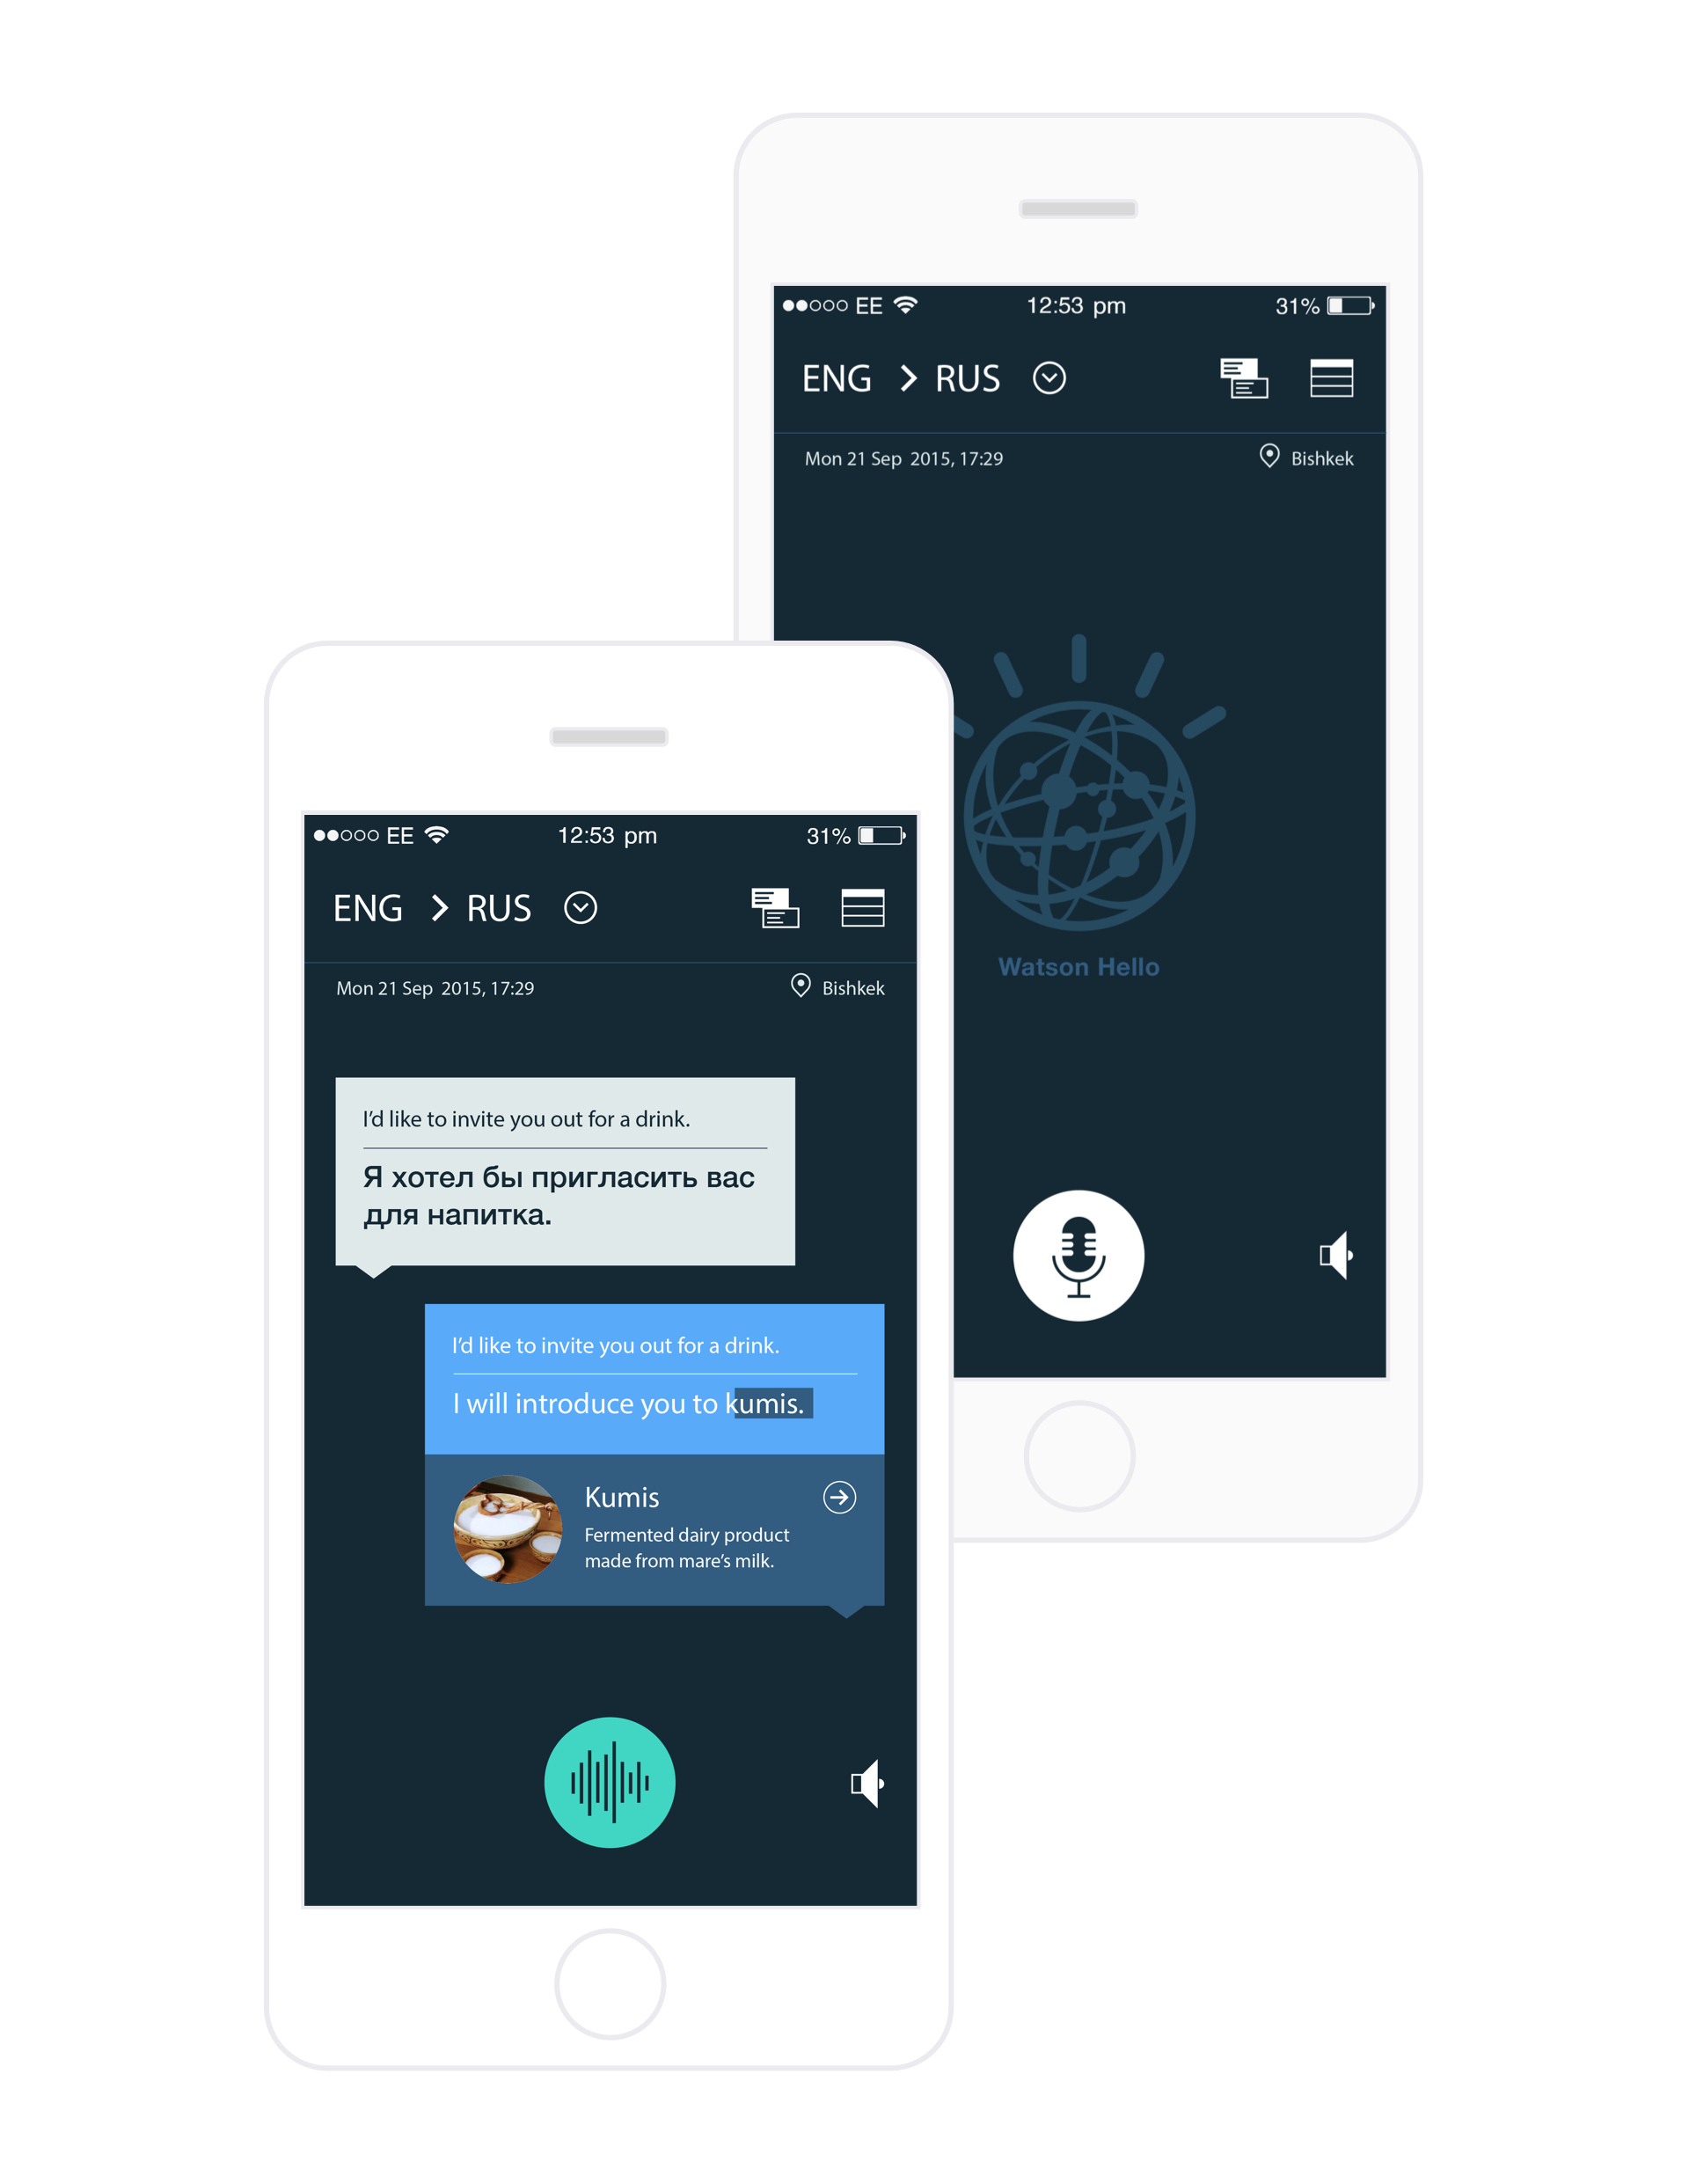 EE 12:53 pm 31%
ENG > RUS
Mon 21 Sep 2015, 17:29 Bishkek
Watson Hello
EE 12:53 pm 31%
ENG > RUS
Mon 21 Sep 2015, 17:29 Bishkek
I'd like to invite you out for a drink.
Я хотел бы пригласить вас
для напитка.
I'd like to invite you out for a drink.
I will introduce you to kumis.
Kumis
Fermented dairy product
made from mare's milk.